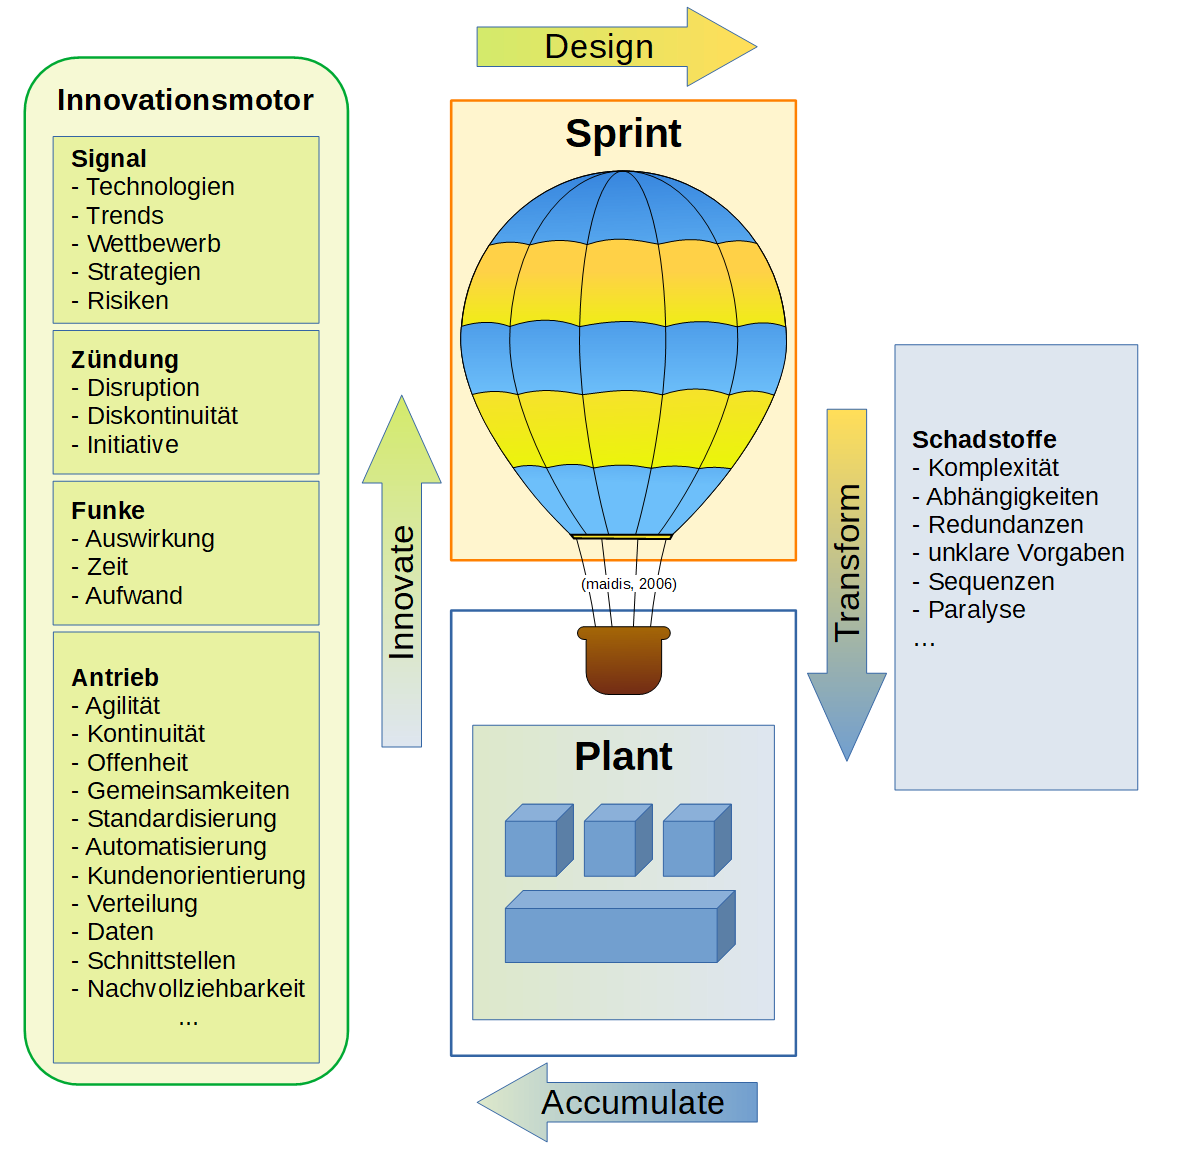 Design
Innovationsmotor
Signal
- Technologien
- Trends
- Wettbewerb
- Strategien
- Risiken
Zündung
- Disruption
- Diskontinuität
- Initiative
Funke
- Auswirkung
- Zeit
- Aufwand
Antrieb
- Agilität
- Kontinuität
- Offenheit
- Gemeinsamkeiten
- Standardisierung
- Automatisierung
- Kundenorientierung
- Verteilung
- Daten
- Schnittstellen
- Nachvollziehbarkeit
...
Innovate
Sprint
(maidis, 2006)
Plant
Transform
Schadstoffe
- Komplexität
- Abhängigkeiten
- Redundanzen
- unklare Vorgaben
- Sequenzen
- Paralyse
...
Accumulate